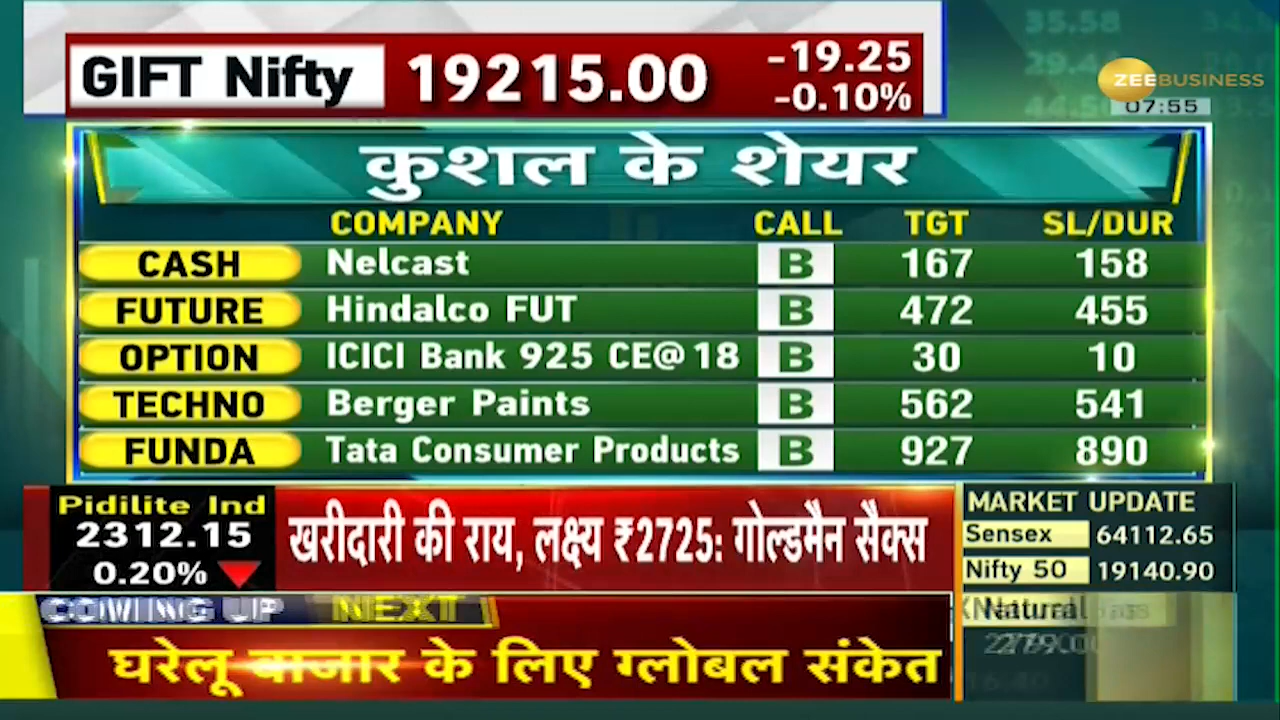 GIFT Nifty 19215.00 -19.25 -0.10%
ZEEBUSINESS
07:55
कुशल के शेयर
COMPANY CALL TGT SL/DUR
CASH Nelcast B 167 158
FUTURE Hindalco FUT B 472 455
OPTION ICICI Bank 925 CE@18 B 30 10
TECHNO Berger Paints B 562 541
FUNDA Tata Consumer Products B 927 890
Pidilite Ind
2312.15
0.20%
खरीदारी की राय, लक्ष्य ₹2725: गोल्डमैन सैक्स
MARKET UPDATE
Sensex 64112.65
Nifty 50 19140.90
Natural
COMING UP NEXT
घरेलू बाजार के लिए ग्लोबल संकेत